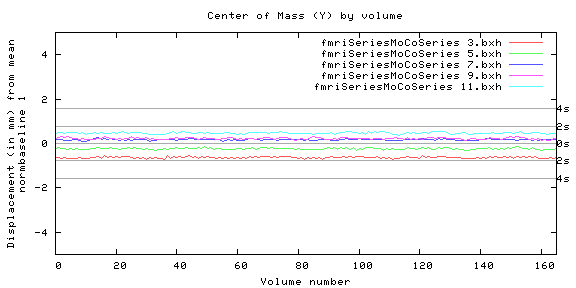 Center of Mass (Y) by volume
fmriSeriesMoCoSeries 3.bxh
fmriSeriesMoCoSeries 5.bxh
fmriSeriesMoCoSeries 7.bxh
fmriSeriesMoCoSeries 9.bxh
fmriSeriesMoCoSeries 11.bxh
Displacement (in mm) from mean
normbaseline 1
4
2
0
-2
-4
4s
2s
0s
2s
4s
0 20 40 60 80 100 120 140 160
Volume number